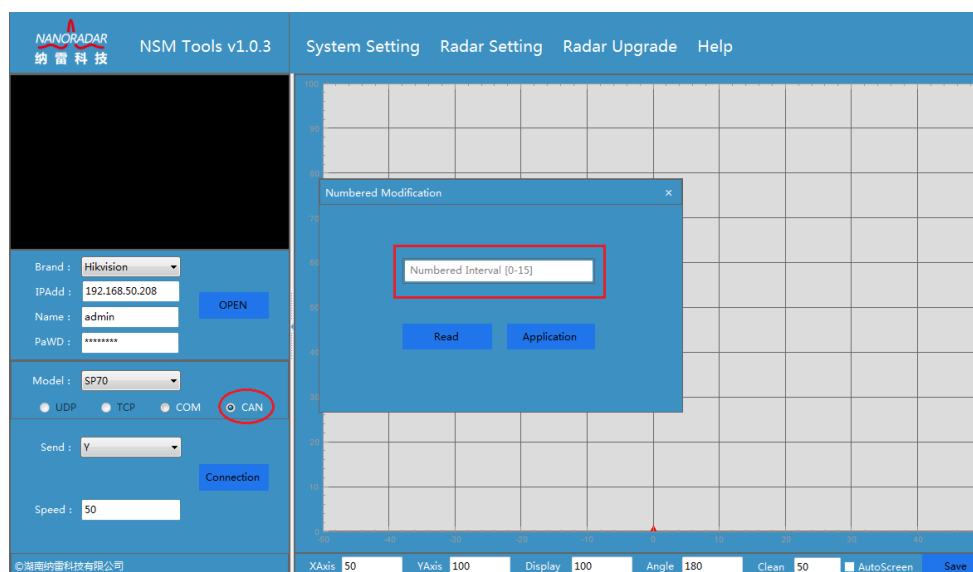 NANORADAR
纳雷科技
NSM Tools v1.0.3
System Setting Radar Setting Radar Upgrade Help
100
90
80
70
60
50
40
30
20
10
0
-50 -40 -30 -20 -10 0 10 20 30 40
Numbered Modification ×
Numbered Interval [0-15]
Read Application
Brand : Hikvision
IPAdd : 192.168.50.208
OPEN
Name : admin
PaWD : ********
Model : SP70
UDP TCP COM CAN
Send : Y
Connection
Speed : 50
©湖南纳雷科技有限公司
XAxis 50 YAxis 100 Display 100 Angle 180 Clean 50 AutoScreen Save